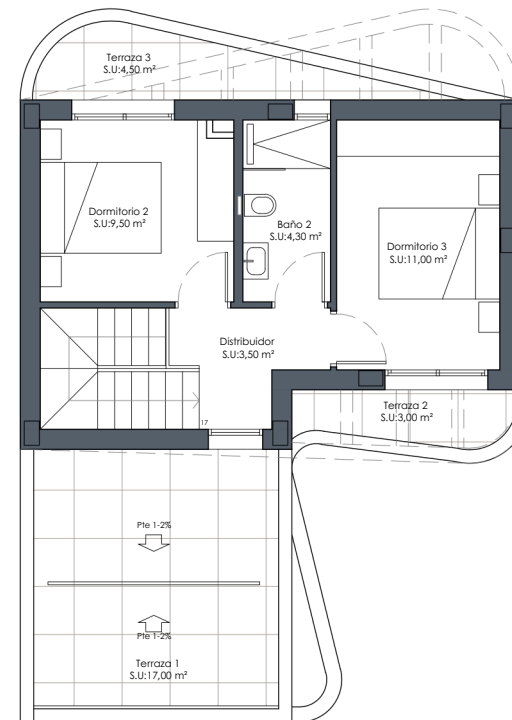 Terraza 3
S.U:4,50 m²
Dormitorio 2
S.U:9,50 m²
Baño 2
S.U:4,30 m²
Dormitorio 3
S.U:11,00 m²
Distribuidor
S.U:3,50 m²
Terraza 2
S.U:3,00 m²
17
Pte 1-2%
Pte 1-2%
Terraza 1
S.U:17,00 m²